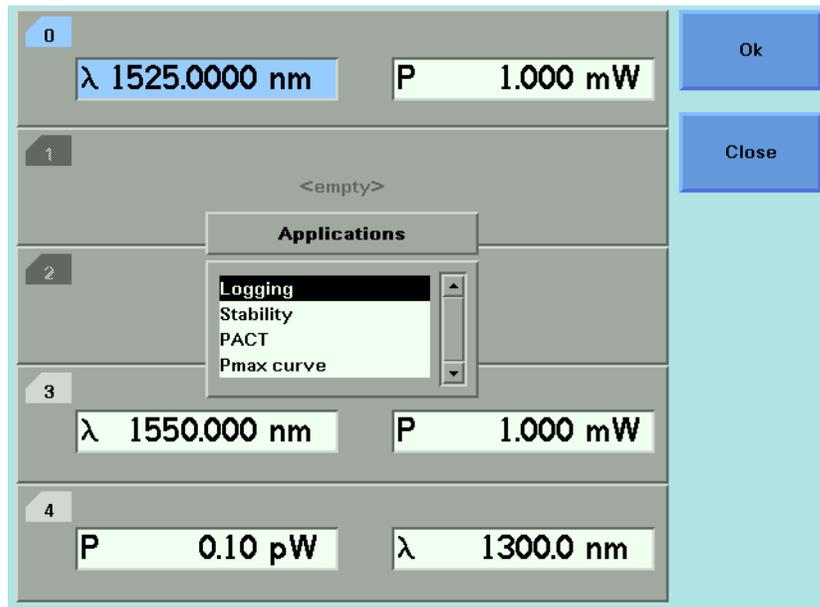 0
λ 1525.0000 nm P 1.000 mW
Ok
1
<empty>
Close
Applications
2
Logging
Stability
PACT
Pmax curve
3
λ 1550.000 nm P 1.000 mW
4
P 0.10 pW λ 1300.0 nm